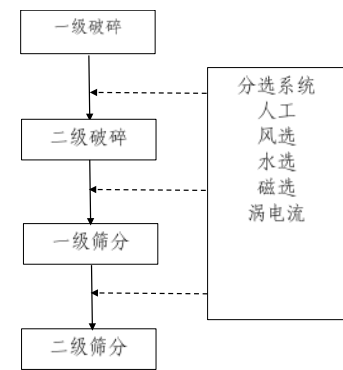 一级破碎
二级破碎
一级筛分
二级筛分
分选系统
人工
风选
水选
磁选
涡电流